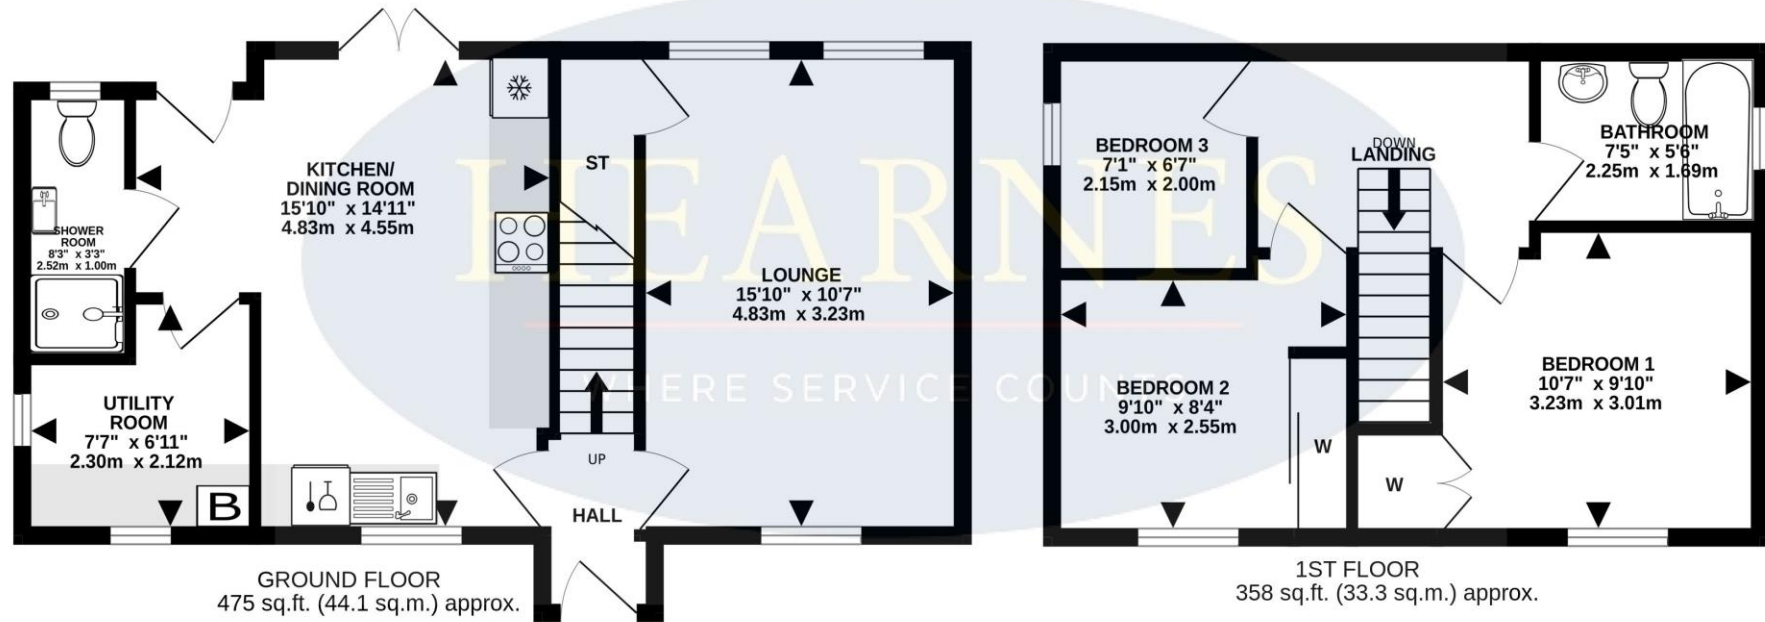 KITCHEN/
DINING ROOM
15'10" x 14'11"
4.83m x 4.55m
SHOWER
ROOM
8'3" x 3'3"
2.52m x 1.00m
UTILITY
ROOM
7'7" x 6'11"
2.30m x 2.12m
B
ST
UP
HALL
LOUNGE
15'10" x 10'7"
4.83m x 3.23m
GROUND FLOOR
475 sq.ft. (44.1 sq.m.) approx.
BEDROOM 3
7'1" x 6'7"
2.15m x 2.00m
DOWN
LANDING
BATHROOM
7'5" x 5'6"
2.25m x 1.69m
BEDROOM 2
9'10" x 8'4"
3.00m x 2.55m
W
W
BEDROOM 1
10'7" x 9'10"
3.23m x 3.01m
1ST FLOOR
358 sq.ft. (33.3 sq.m.) approx.
HEARNES
WHERE SERVICE COUNTS